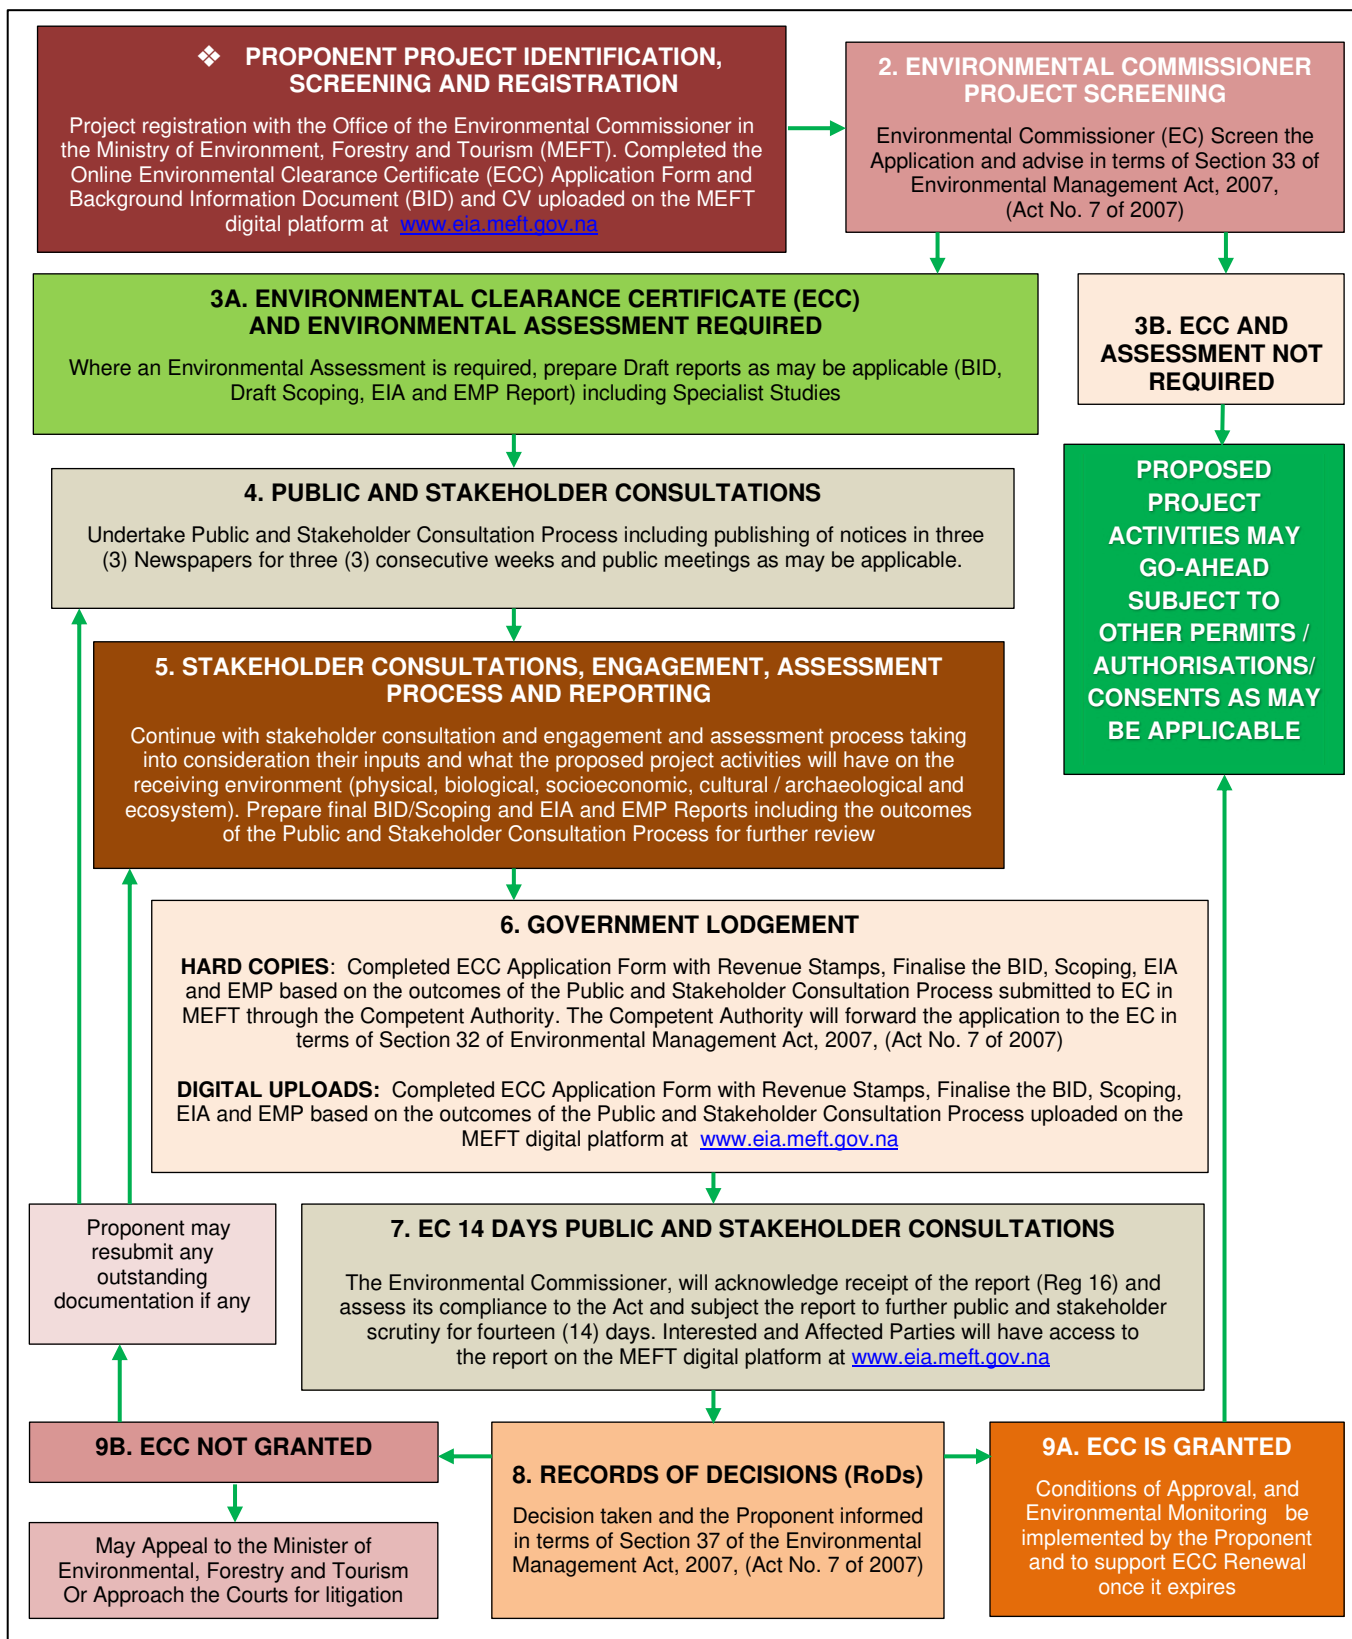 ❖ PROPONENT PROJECT IDENTIFICATION,
SCREENING AND REGISTRATION
Project registration with the Office of the Environmental Commissioner in
the Ministry of Environment, Forestry and Tourism (MEFT). Completed the
Online Environmental Clearance Certificate (ECC) Application Form and
Background Information Document (BID) and CV uploaded on the MEFT
digital platform at www.eia.meft.gov.na
2. ENVIRONMENTAL COMMISSIONER
PROJECT SCREENING
Environmental Commissioner (EC) Screen the
Application and advise in terms of Section 33 of
Environmental Management Act, 2007,
(Act No. 7 of 2007)
3A. ENVIRONMENTAL CLEARANCE CERTIFICATE (ECC)
AND ENVIRONMENTAL ASSESSMENT REQUIRED
Where an Environmental Assessment is required, prepare Draft reports as may be applicable (BID,
Draft Scoping, EIA and EMP Report) including Specialist Studies
3B. ECC AND
ASSESSMENT NOT
REQUIRED
4. PUBLIC AND STAKEHOLDER CONSULTATIONS
Undertake Public and Stakeholder Consultation Process including publishing of notices in three
(3) Newspapers for three (3) consecutive weeks and public meetings as may be applicable.
PROPOSED
PROJECT
ACTIVITIES MAY
GO-AHEAD
SUBJECT TO
OTHER PERMITS /
AUTHORISATIONS/
CONSENTS AS MAY
BE APPLICABLE
5. STAKEHOLDER CONSULTATIONS, ENGAGEMENT, ASSESSMENT
PROCESS AND REPORTING
Continue with stakeholder consultation and engagement and assessment process taking
into consideration their inputs and what the proposed project activities will have on the
receiving environment (physical, biological, socioeconomic, cultural / archaeological and
ecosystem). Prepare final BID/Scoping and EIA and EMP Reports including the outcomes
of the Public and Stakeholder Consultation Process for further review
6. GOVERNMENT LODGEMENT
HARD COPIES: Completed ECC Application Form with Revenue Stamps, Finalise the BID, Scoping, EIA
and EMP based on the outcomes of the Public and Stakeholder Consultation Process submitted to EC in
MEFT through the Competent Authority. The Competent Authority will forward the application to the EC in
terms of Section 32 of Environmental Management Act, 2007, (Act No. 7 of 2007)
DIGITAL UPLOADS: Completed ECC Application Form with Revenue Stamps, Finalise the BID, Scoping,
EIA and EMP based on the outcomes of the Public and Stakeholder Consultation Process uploaded on the
MEFT digital platform at www.eia.meft.gov.na
Proponent may
resubmit any
outstanding
documentation if any
7. EC 14 DAYS PUBLIC AND STAKEHOLDER CONSULTATIONS
The Environmental Commissioner, will acknowledge receipt of the report (Reg 16) and
assess its compliance to the Act and subject the report to further public and stakeholder
scrutiny for fourteen (14) days. Interested and Affected Parties will have access to
the report on the MEFT digital platform at www.eia.meft.gov.na
9B. ECC NOT GRANTED
May Appeal to the Minister of
Environmental, Forestry and Tourism
Or Approach the Courts for litigation
8. RECORDS OF DECISIONS (RoDs)
Decision taken and the Proponent informed
in terms of Section 37 of the Environmental
Management Act, 2007, (Act No. 7 of 2007)
9A. ECC IS GRANTED
Conditions of Approval, and
Environmental Monitoring be
implemented by the Proponent
and to support ECC Renewal
once it expires